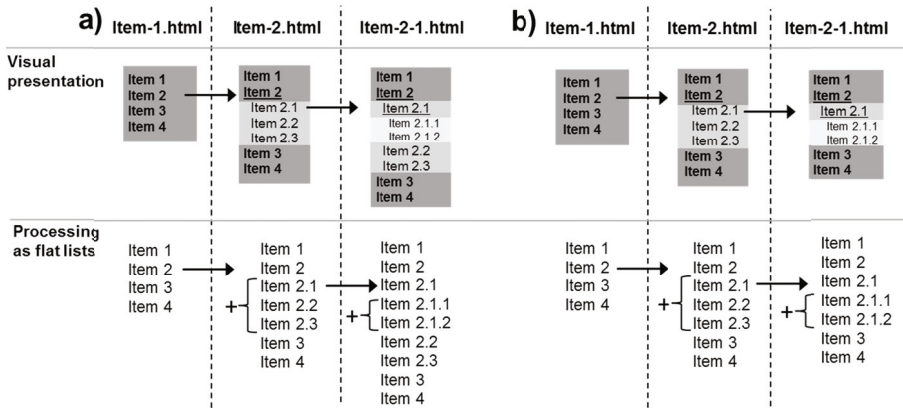 a) Item-1.html Item-2.html Item-2-1.html
b) Item-1.html Item-2.html Item-2-1.html
Visual
presentation
Item 1
Item 2
Item 3
Item 4
Item 1
Item 2
Item 2.1
Item 2.2
Item 2.3
Item 3
Item 4
Item 1
Item 2
Item 2.1
Item 2.1.1
Item 2.1.2
Item 2.2
Item 2.3
Item 3
Item 4
Item 1
Item 2
Item 3
Item 4
Item 1
Item 2
Item 2.1
Item 2.2
Item 2.3
Item 3
Item 4
Item 1
Item 2
Item 2.1
Item 2.1.1
Item 2.1.2
Item 3
Item 4
Processing
as flat lists
Item 1
Item 2
Item 3
Item 4
Item 1
Item 2
Item 2.1
+ Item 2.2
Item 2.3
Item 3
Item 4
Item 1
Item 2
Item 2.1
Item 2.1.1
+
Item 2.1.2
Item 2.2
Item 2.3
Item 3
Item 4
Item 1
Item 2
Item 3
Item 4
Item 1
Item 2
Item 2.1
+ Item 2.2
Item 2.3
Item 3
Item 4
Item 1
Item 2
Item 2.1
Item 2.1.1
+
Item 2.1.2
Item 3
Item 4